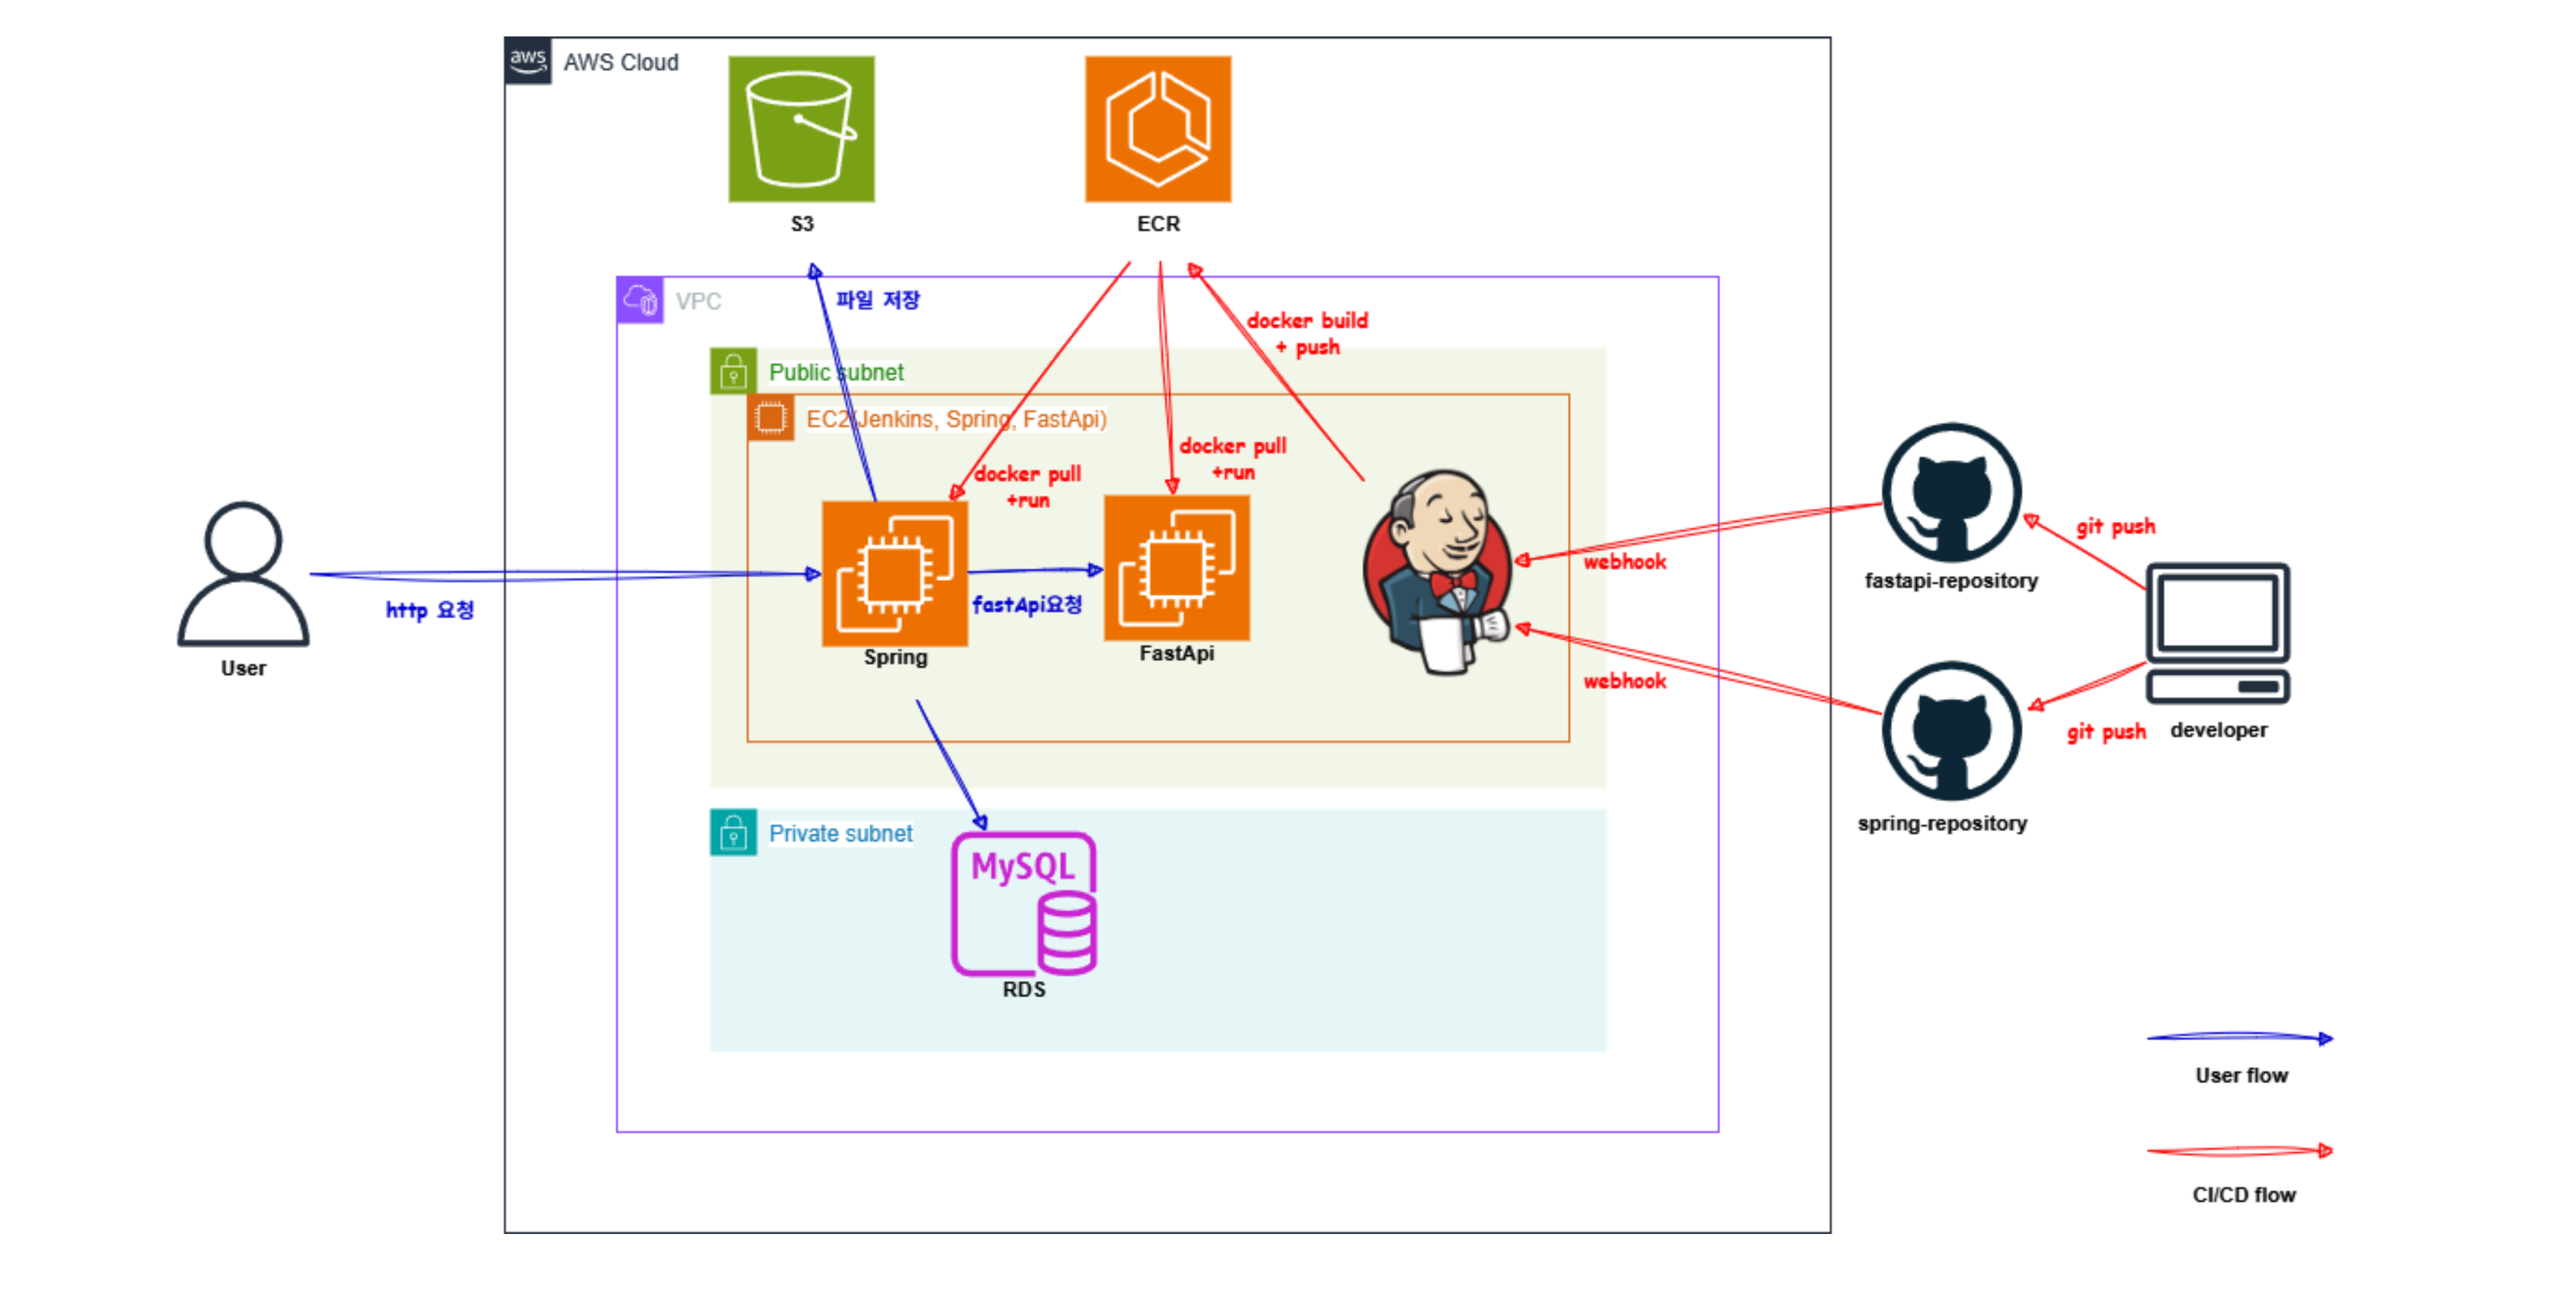 aws
AWS Cloud
S3
ECR
VPC
파일 저장
docker build
+ push
Public subnet
EC2(Jenkins, Spring, FastApi)
docker pull
+run
docker pull
+run
http 요청
User
Spring
fastApi요청
FastApi
webhook
webhook
fastapi-repository
git push
git push
developer
spring-repository
Private subnet
MySQL
RDS
User flow
CI/CD flow